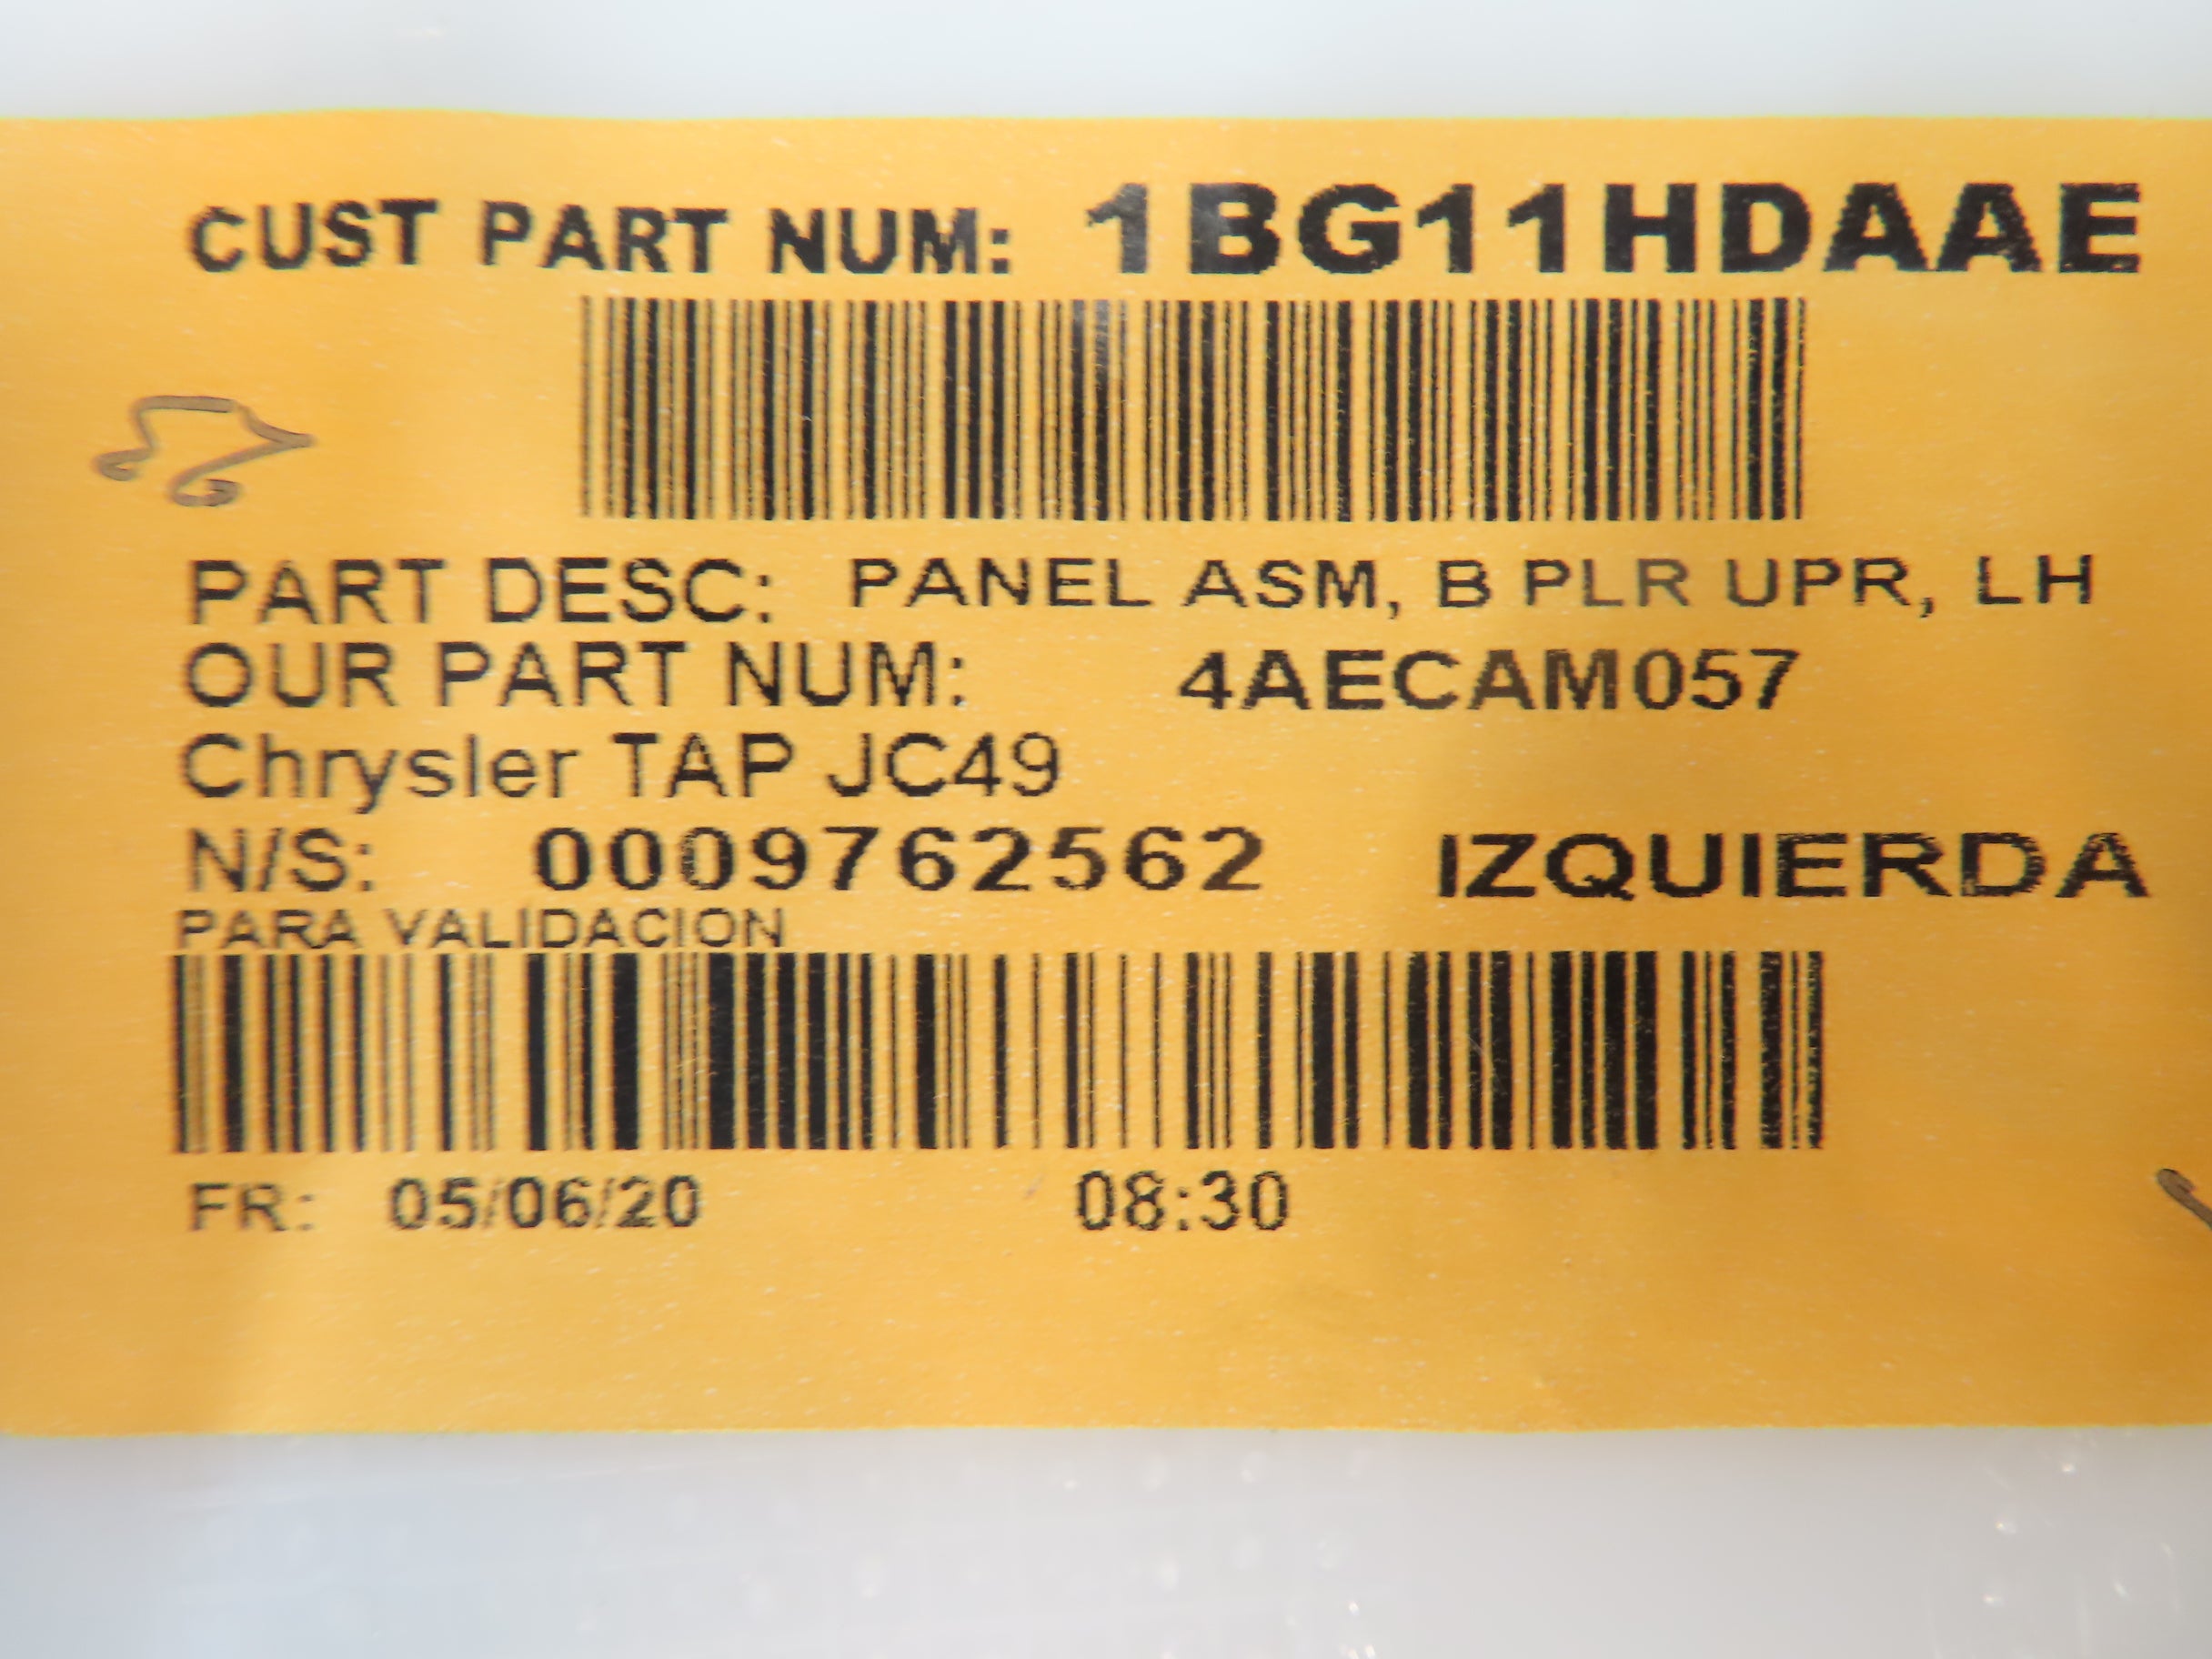 CUST PART NUM: 1BG11HDAAE
PART DESC: PANEL ASM, B PLR UPR, LH
OUR PART NUM: 4AECAM057
Chrysler TAP JC49
N/S: 0009762562 IZQUIERDA
PARA VALIDACION
FR: 05/06/20 08:30